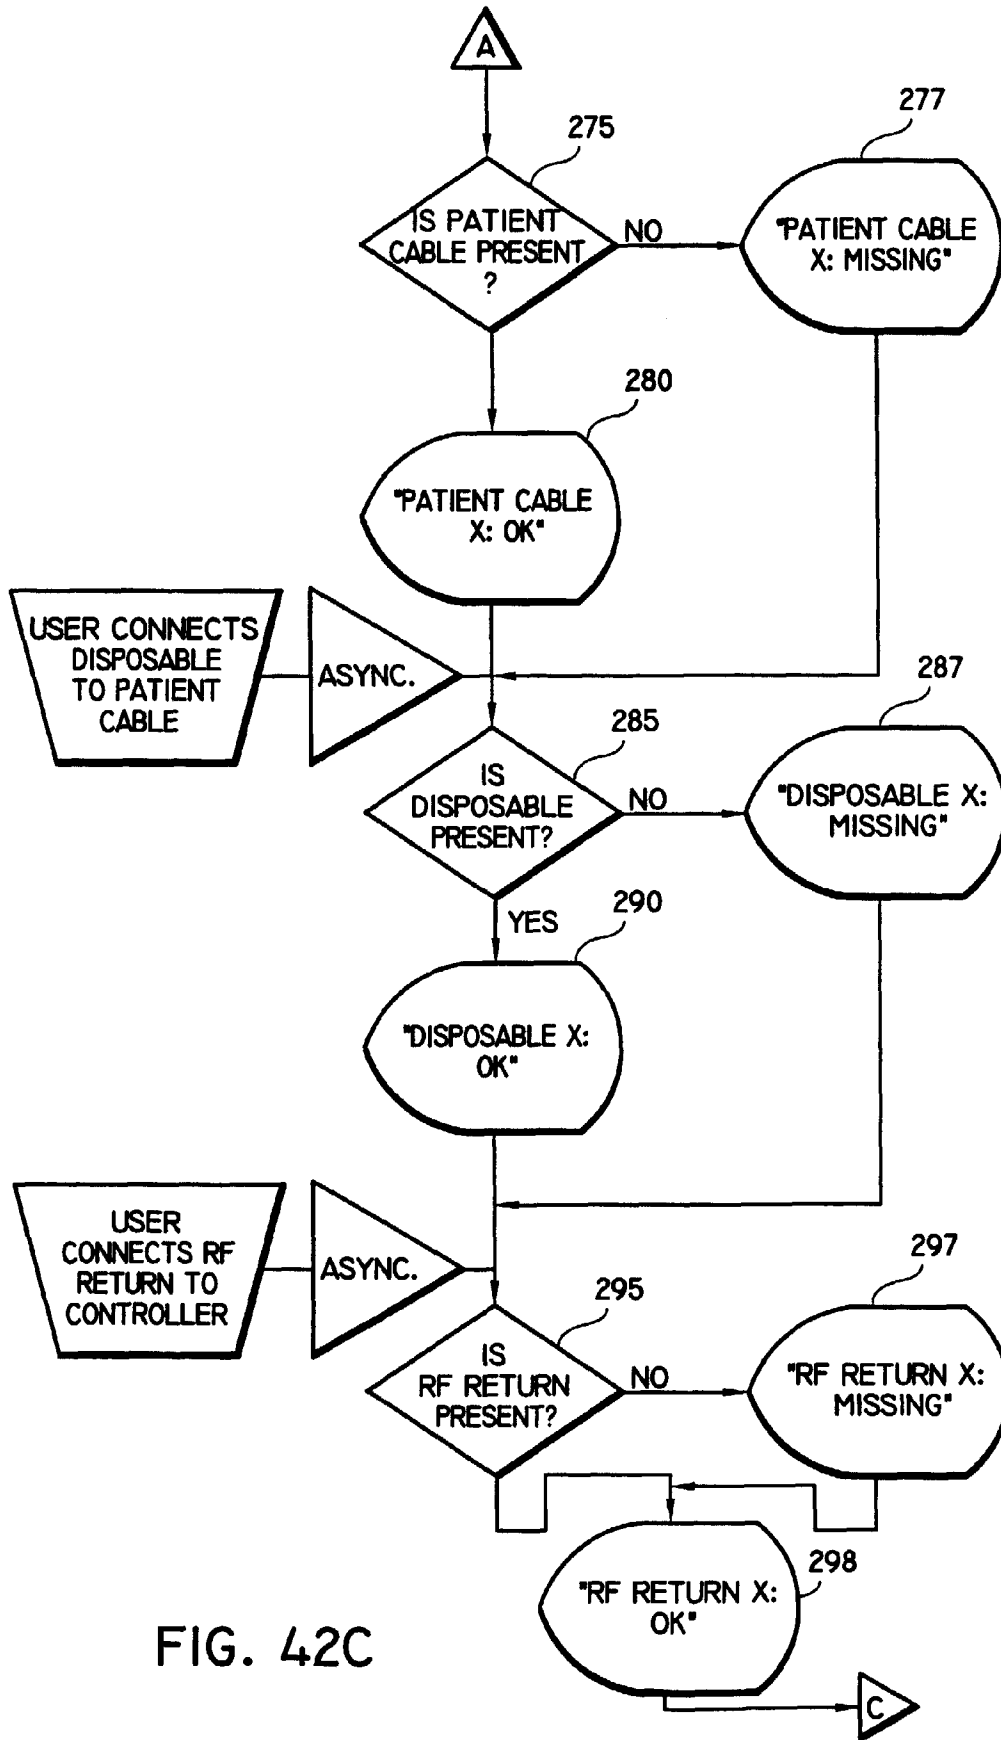 A
275
277
IS PATIENT
CABLE PRESENT
?
NO
"PATIENT CABLE
X: MISSING"
280
"PATIENT CABLE
X: OK"
USER CONNECTS
DISPOSABLE
TO PATIENT
CABLE
ASYNC.
285
287
IS
DISPOSABLE
PRESENT?
NO
"DISPOSABLE X:
MISSING"
YES
290
"DISPOSABLE X:
OK"
USER
CONNECTS RF
RETURN TO
CONTROLLER
ASYNC.
295
297
IS
RF RETURN
PRESENT?
NO
"RF RETURN X:
MISSING"
298
"RF RETURN X:
OK"
C
FIG. 42C